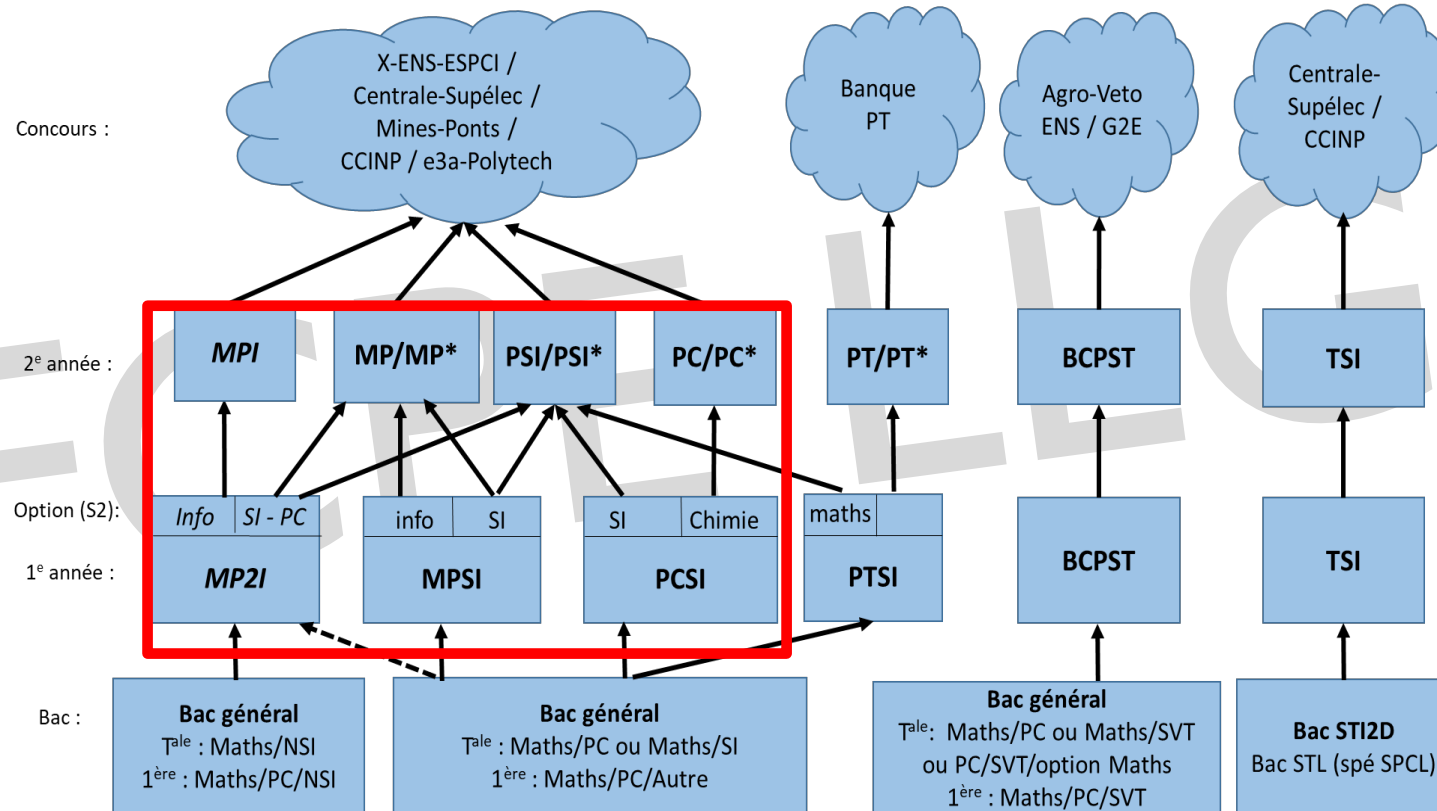 Concours :
X-ENS-ESPCI /
Centrale-Supélec /
Mines-Ponts /
CCINP / e3a-Polytech
Banque
PT
Agro-Veto
ENS / G2E
Centrale-
Supélec /
CCINP
2e année :
MPI
MP/MP*
PSI/PSI*
PC/PC*
PT/PT*
BCPST
TSI
Option (S2):
Info
SI - PC
info
SI
SI
Chimie
maths
1e année :
MP2I
MPSI
PCSI
PTSI
BCPST
TSI
Bac :
Bac général
Tale : Maths/NSI
1ère : Maths/PC/NSI
Bac général
Tale : Maths/PC ou Maths/SI
1ère : Maths/PC/Autre
Bac général
Tale: Maths/PC ou Maths/SVT
ou PC/SVT/option Maths
1ère : Maths/PC/SVT
Bac STI2D
Bac STL (spé SPCL)
CPE LLG